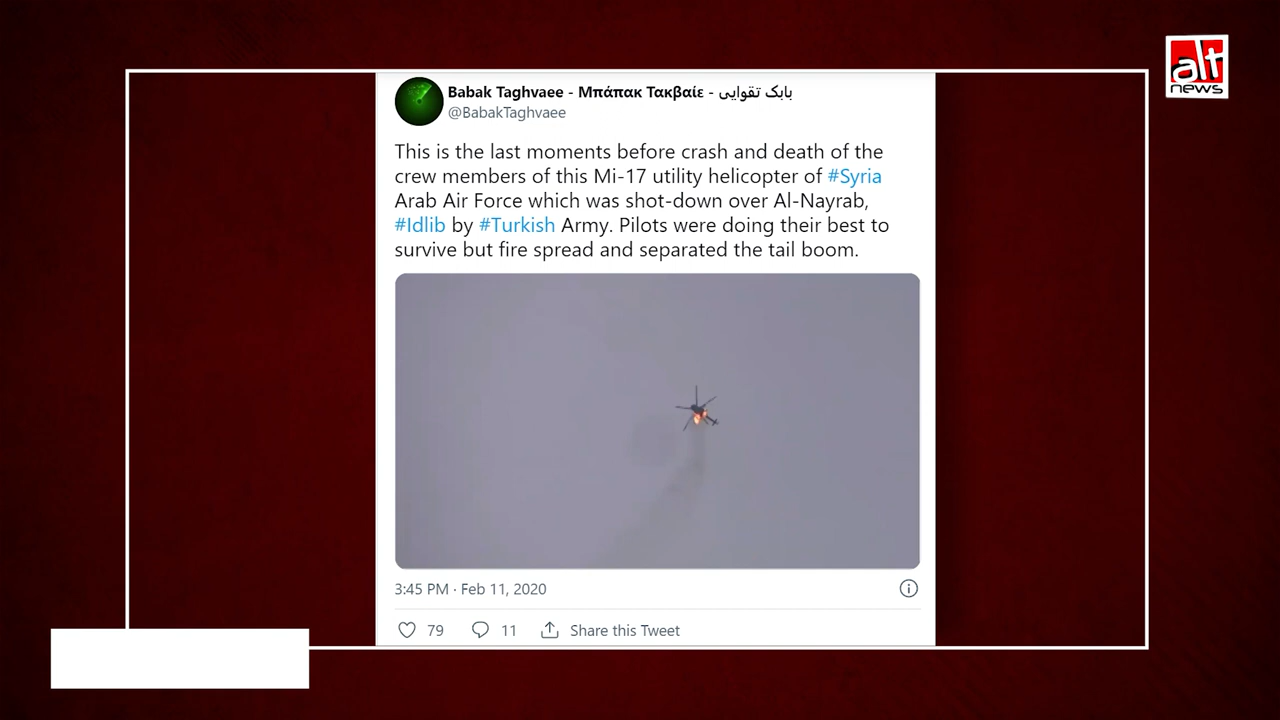 alt
news
Babak Taghvaee - Μπάπακ Τακβαίε - بابک تقوایی
@BabakTaghvaee
This is the last moments before crash and death of the
crew members of this Mi-17 utility helicopter of #Syria
Arab Air Force which was shot-down over Al-Nayrab,
#Idlib by #Turkish Army. Pilots were doing their best to
survive but fire spread and separated the tail boom.
3:45 PM · Feb 11, 2020
79 11 Share this Tweet